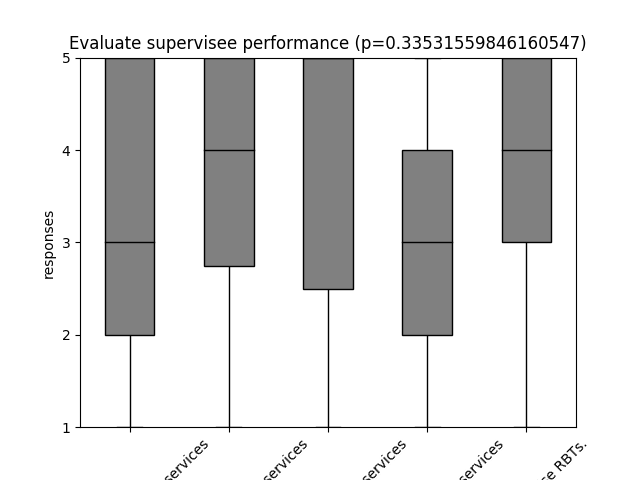 Evaluate supervisee performance (p=0.33531559846160547)
5
4
3
2
1
responses
services
services
services
services
RBTs.